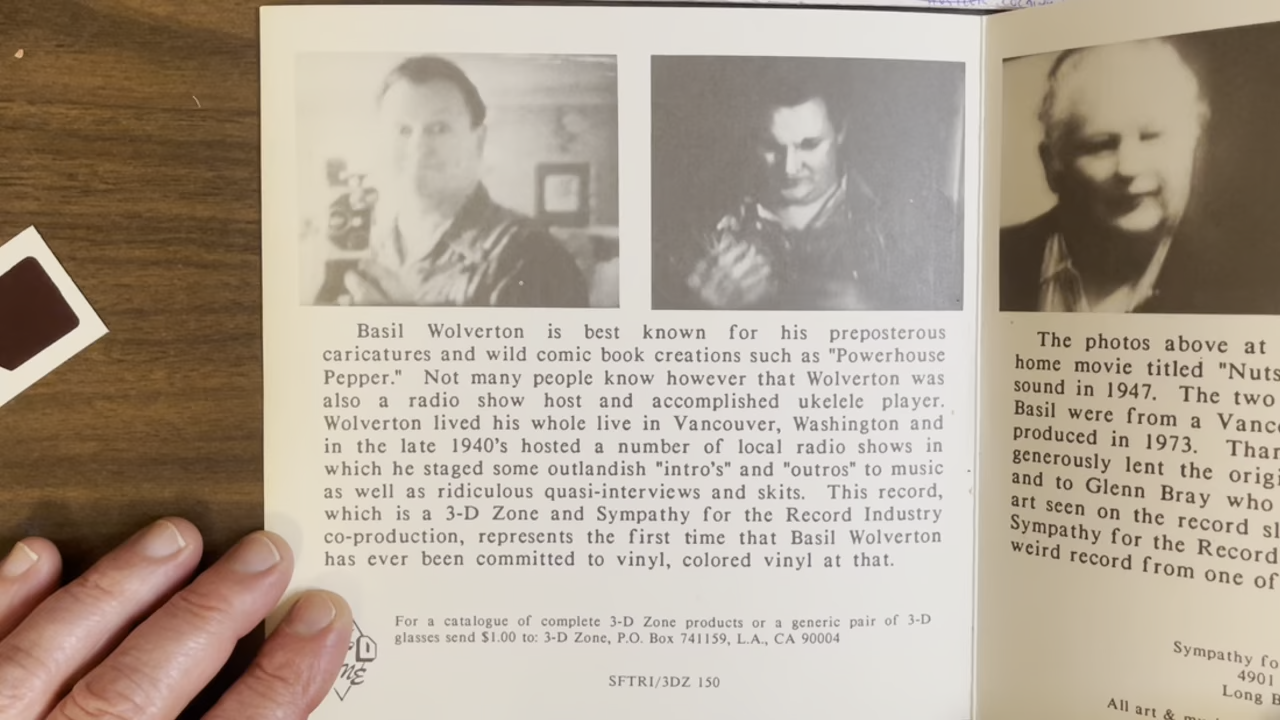 Basil Wolverton is best known for his preposterous
caricatures and wild comic book creations such as "Powerhouse
Pepper." Not many people know however that Wolverton was
also a radio show host and accomplished ukelele player.
Wolverton lived his whole live in Vancouver, Washington and
in the late 1940's hosted a number of local radio shows in
which he staged some outlandish "intro's" and "outros" to music
as well as ridiculous quasi-interviews and skits. This record,
which is a 3-D Zone and Sympathy for the Record Industry
co-production, represents the first time that Basil Wolverton
has ever been committed to vinyl, colored vinyl at that.
For a catalogue of complete 3-D Zone products or a generic pair of 3-D
glasses send $1.00 to: 3-D Zone, P.O. Box 741159, L.A., CA 90004
SFTRI/3DZ 150
The photos above at
home movie titled "Nuts
sound in 1947. The two
Basil were from a Vanc
produced in 1973. Than
generously lent the orig
and to Glenn Bray who
art seen on the record sl
Sympathy for the Record
weird record from one of
Sympathy fo
4901
Long B
All art &